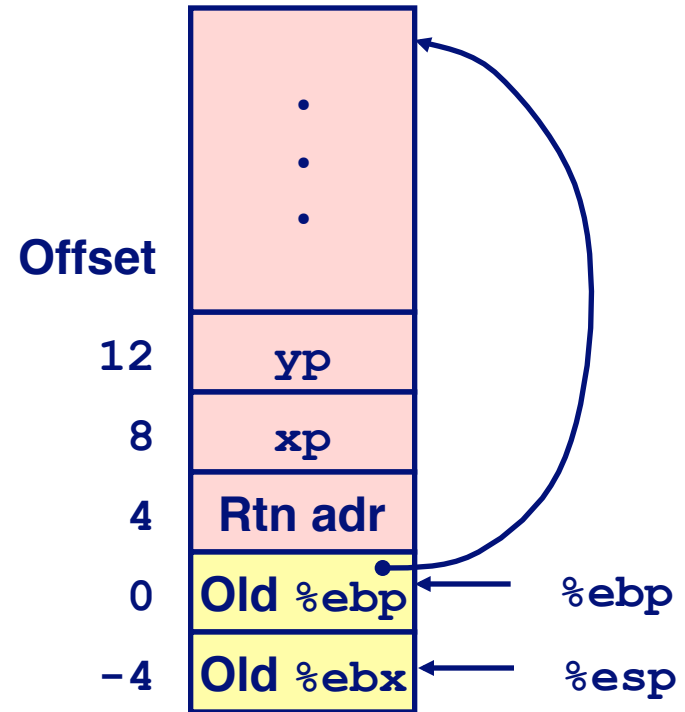 Offset
12 yp
8 xp
4 Rtn adr
0 Old %ebp %ebp
-4 Old %ebx %esp